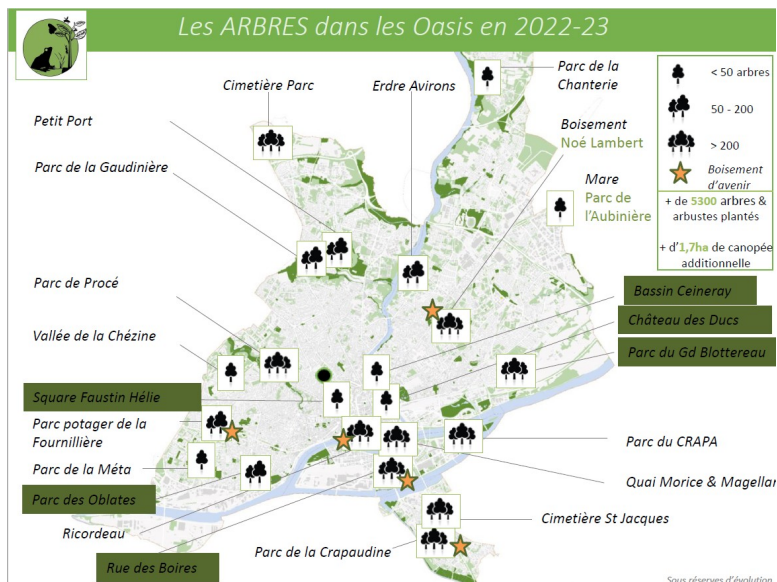 Les ARBRES dans les Oasis en 2022-23
Parc de la
Chanterie
Cimetière Parc
Erdre Avirons
Petit Port
Boisement
Noé Lambert
Parc de la Gaudinière
Mare
Parc de
l'Aubinière
< 50 arbres
50 - 200
> 200
Boisement
d'avenir
+ de 5300 arbres &
arbustes plantés
+ d'1,7ha de canopée
additionnelle
Parc de Procé
Bassin Ceineray
Vallée de la Chézine
Château des Ducs
Parc du Gd Blottereau
Square Faustin Hélie
Parc potager de la
Fournillière
Parc du CRAPA
Parc de la Méta
Quai Morice & Magellan
Parc des Oblates
Cimetière St Jacques
Ricordeau
Parc de la Crapaudine
Rue des Boires
Sous réserves d'évolution